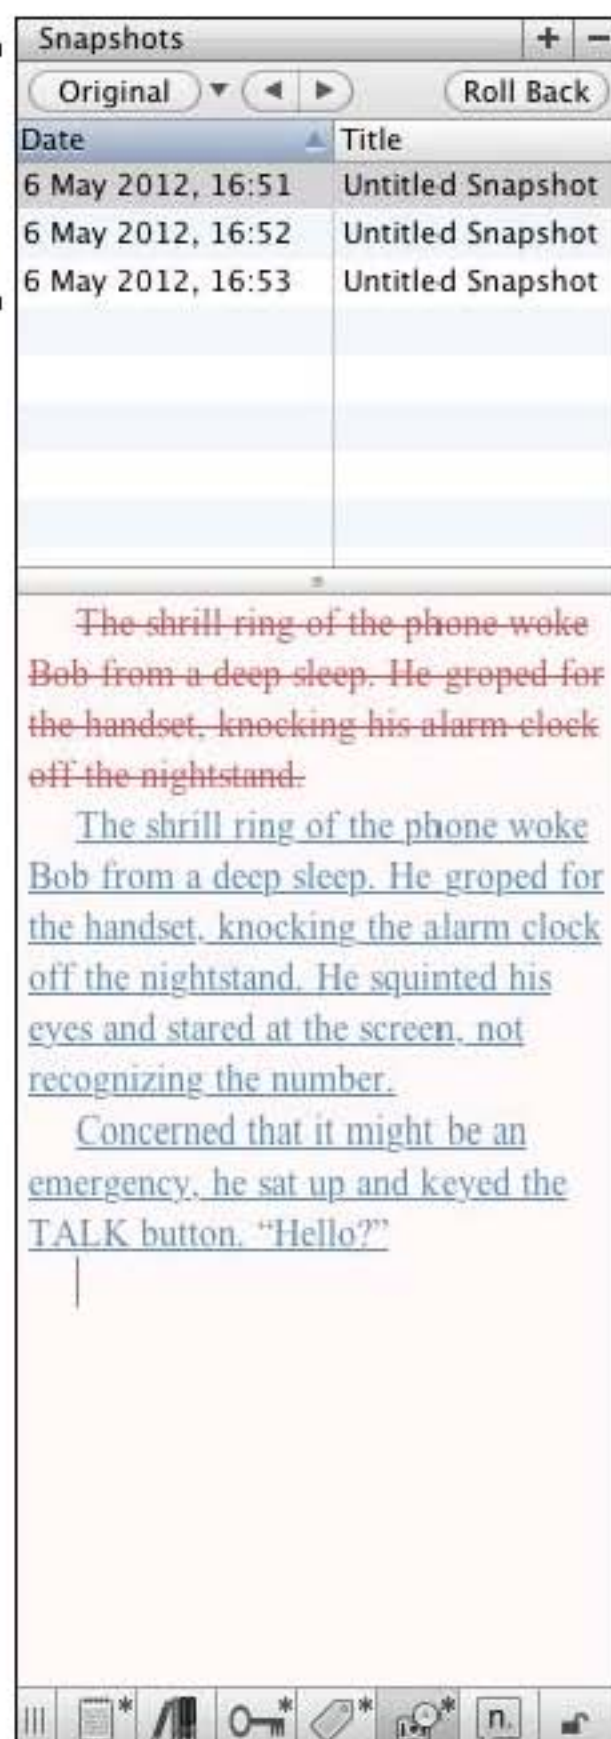 Snapshots + −
Original Roll Back
Date Title
6 May 2012, 16:51 Untitled Snapshot
6 May 2012, 16:52 Untitled Snapshot
6 May 2012, 16:53 Untitled Snapshot
The shrill ring of the phone woke
Bob from a deep sleep. He groped for
the handset, knocking his alarm clock
off the nightstand.
The shrill ring of the phone woke
Bob from a deep sleep. He groped for
the handset, knocking the alarm clock
off the nightstand. He squinted his
eyes and stared at the screen, not
recognizing the number.
Concerned that it might be an
emergency, he sat up and keyed the
TALK button. “Hello?”
n.